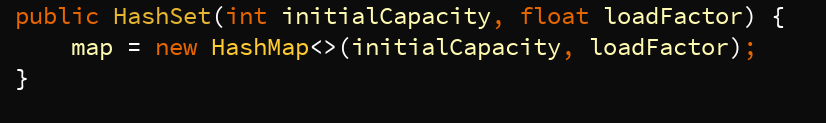 public HashSet(int initialCapacity, float loadFactor) {
    map = new HashMap<>(initialCapacity, loadFactor);
}